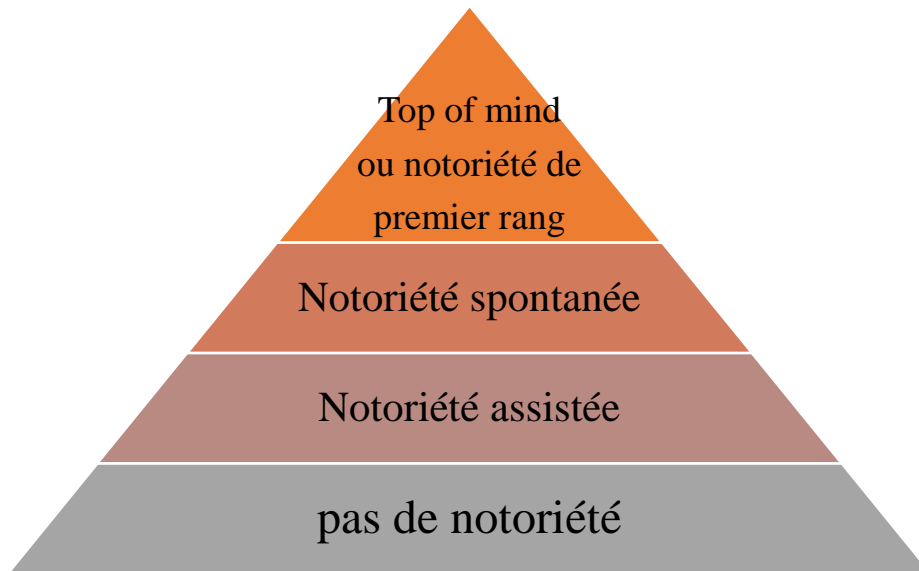 Top of mind
ou notoriété de
premier rang
Notoriété spontanée
Notoriété assistée
pas de notoriété